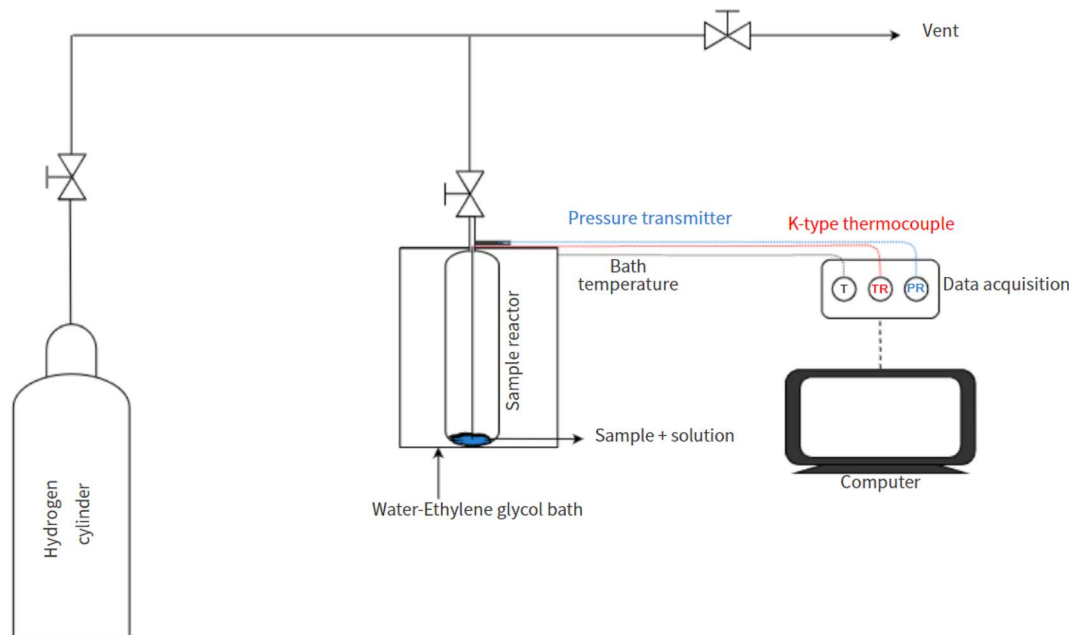 Vent
Pressure transmitter
K-type thermocouple
Bath
temperature
T
TR
PR
Data acquisition
Sample reactor
Sample + solution
Computer
Water-Ethylene glycol bath
Hydrogen
cylinder